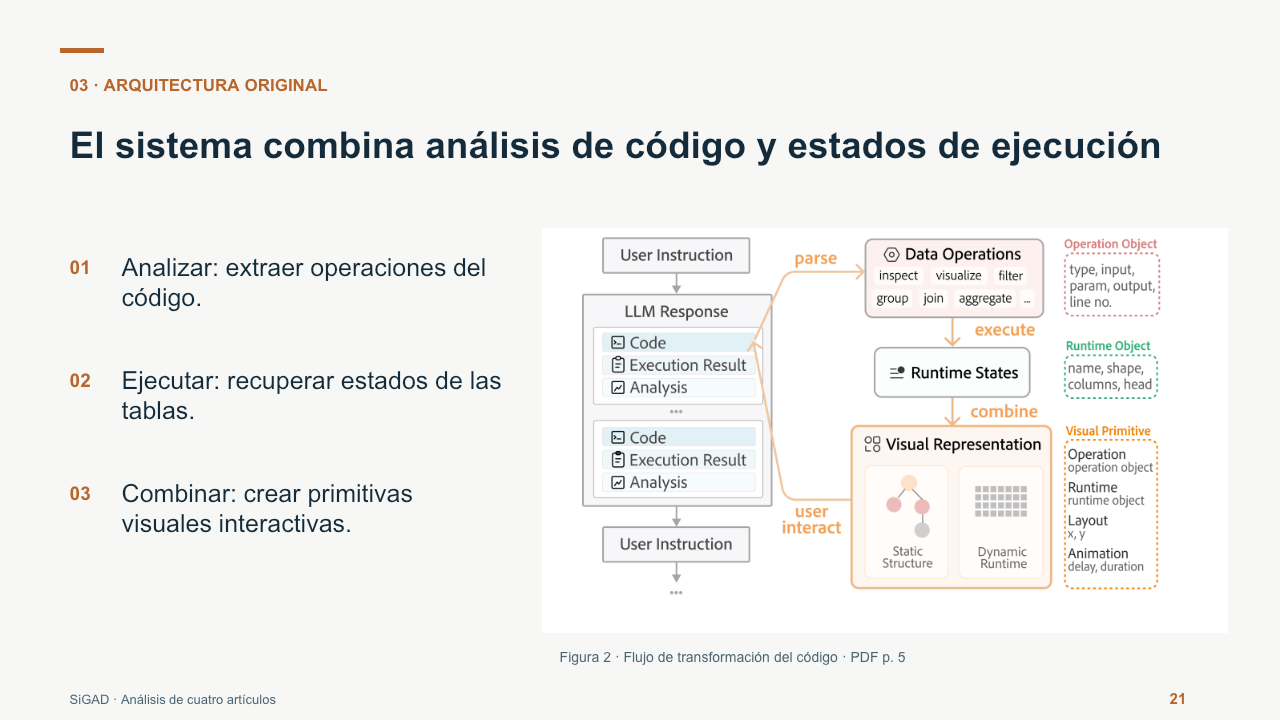 03 · ARQUITECTURA ORIGINAL
El sistema combina análisis de código y estados de ejecución
01
Analizar: extraer operaciones del
código.
02
Ejecutar: recuperar estados de las
tablas.
03
Combinar: crear primitivas
visuales interactivas.
User Instruction
LLM Response
Code
Execution Result
Analysis
...
Code
Execution Result
Analysis
User Instruction
...
parse
user
interact
Data Operations
inspect visualize filter
group join aggregate ...
execute
Runtime States
combine
Visual Representation
Static
Structure
Dynamic
Runtime
Operation Object
type, input,
param, output,
line no.
Runtime Object
name, shape,
columns, head
Visual Primitive
Operation
operation object
Runtime
runtime object
Layout
x, y
Animation
delay, duration
Figura 2 · Flujo de transformación del código · PDF p. 5
SiGAD · Análisis de cuatro artículos
21